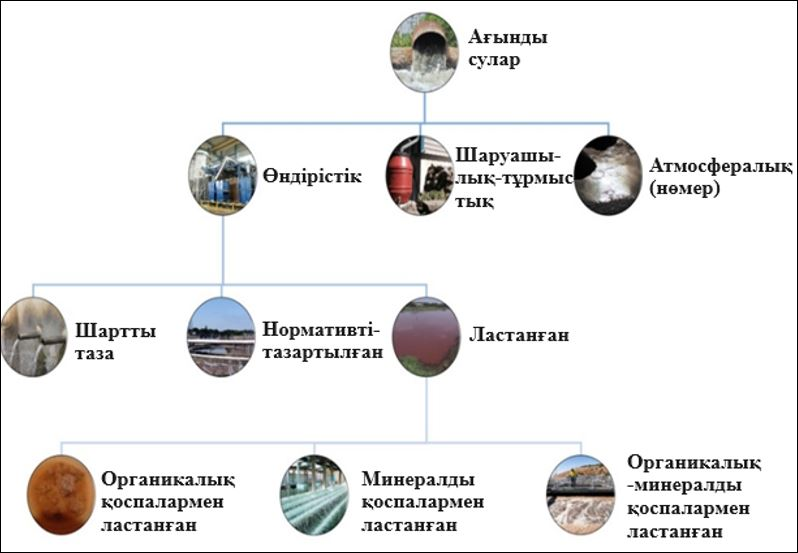 Ағынды
сулар
Өндірістік
Шаруашы-
лық-тұрмыс
тық
Атмосфералық
(нөмер)
Шартты
таза
Нормативті-
тазартылған
Ластанған
Органикалық
қоспалармен
ластанған
Минералды
қоспалармен
ластанған
Органикалық
-минералды
қоспалармен
ластанған